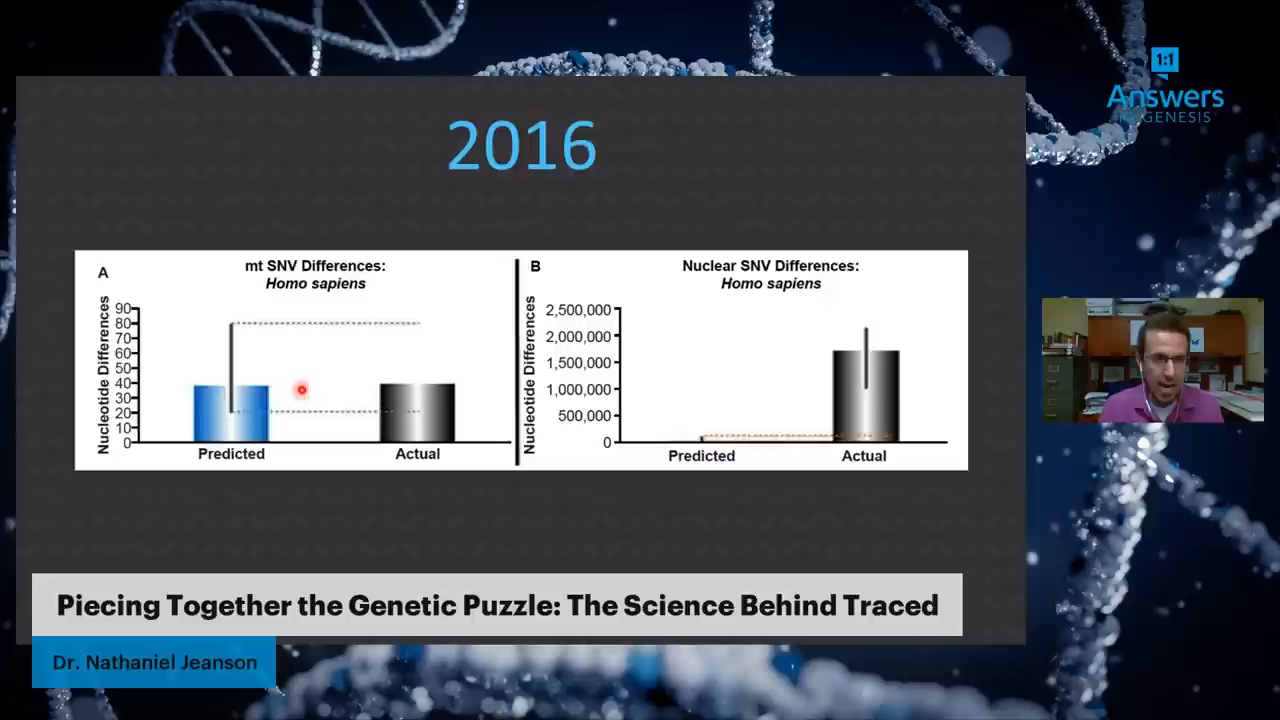 1:1
Answers
IN GENESIS
2016
A
mt SNV Differences:
Homo sapiens
Nucleotide Differences
90
80
70
60
50
40
30
20
10
0
Predicted
Actual
B
Nuclear SNV Differences:
Homo sapiens
Nucleotide Differences
2,500,000
2,000,000
1,500,000
1,000,000
500,000
0
Predicted
Actual
Piecing Together the Genetic Puzzle: The Science Behind Traced
Dr. Nathaniel Jeanson